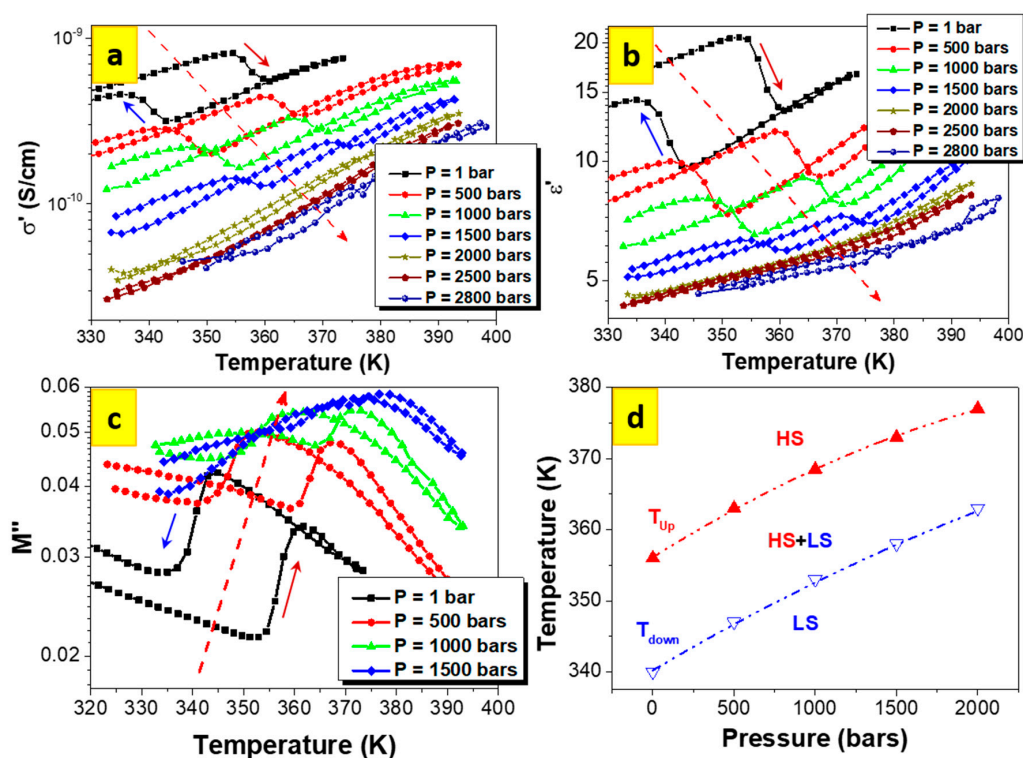 a
10⁻⁹
10⁻¹⁰
σ' (S/cm)
330 340 350 360 370 380 390 400
Temperature (K)
P = 1 bar
P = 500 bars
P = 1000 bars
P = 1500 bars
P = 2000 bars
P = 2500 bars
P = 2800 bars
b
20
15
10
5
ε'
330 340 350 360 370 380 390 400
Temperature (K)
P = 1 bar
P = 500 bars
P = 1000 bars
P = 1500 bars
P = 2000 bars
P = 2500 bars
P = 2800 bars
c
0.06
0.05
0.04
0.03
0.02
M"
320 330 340 350 360 370 380 390 400
Temperature (K)
P = 1 bar
P = 500 bars
P = 1000 bars
P = 1500 bars
d
380
370
360
350
340
Temperature (K)
HS
TUp
HS+LS
Tdown
LS
0 500 1000 1500 2000
Pressure (bars)